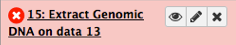 15: Extract Genomic
DNA on data 13